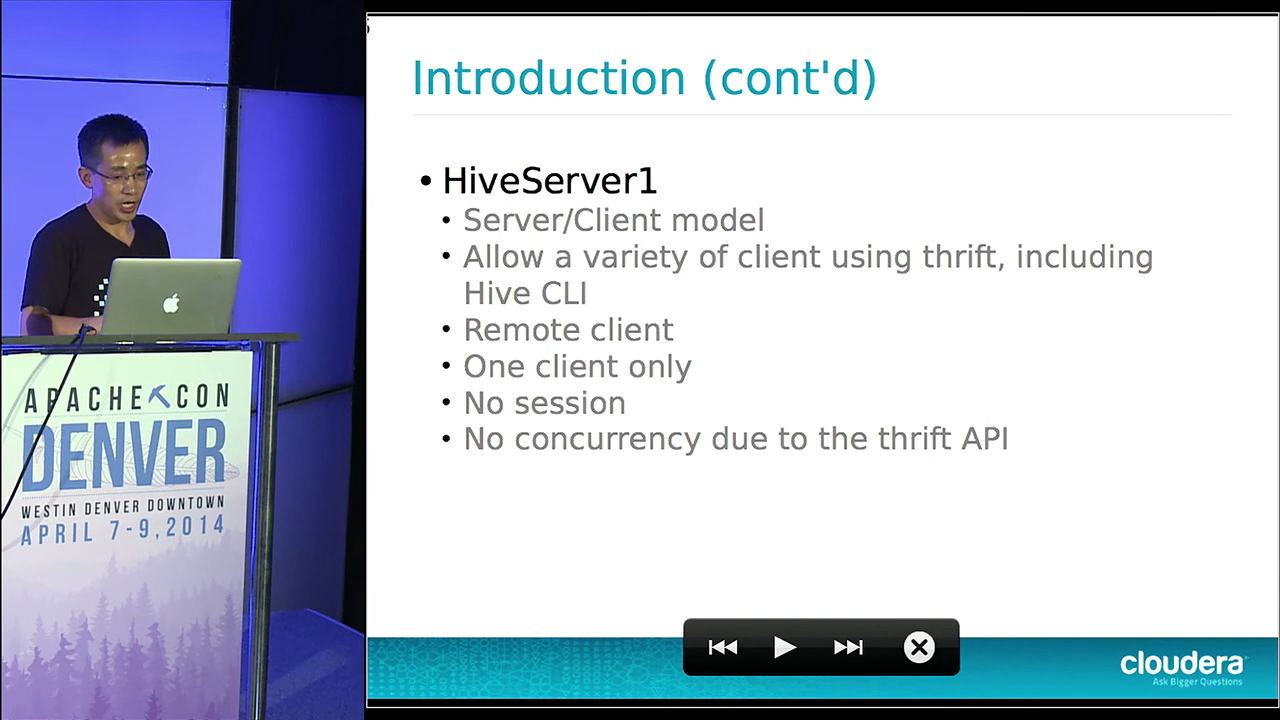 Introduction (cont'd)
• HiveServer1
• Server/Client model
• Allow a variety of client using thrift, including
Hive CLI
• Remote client
• One client only
• No session
• No concurrency due to the thrift API
cloudera
Ask Bigger Questions
APACHE CON
DENVER
WESTIN DENVER DOWNTOWN
APRIL 7-9, 2014